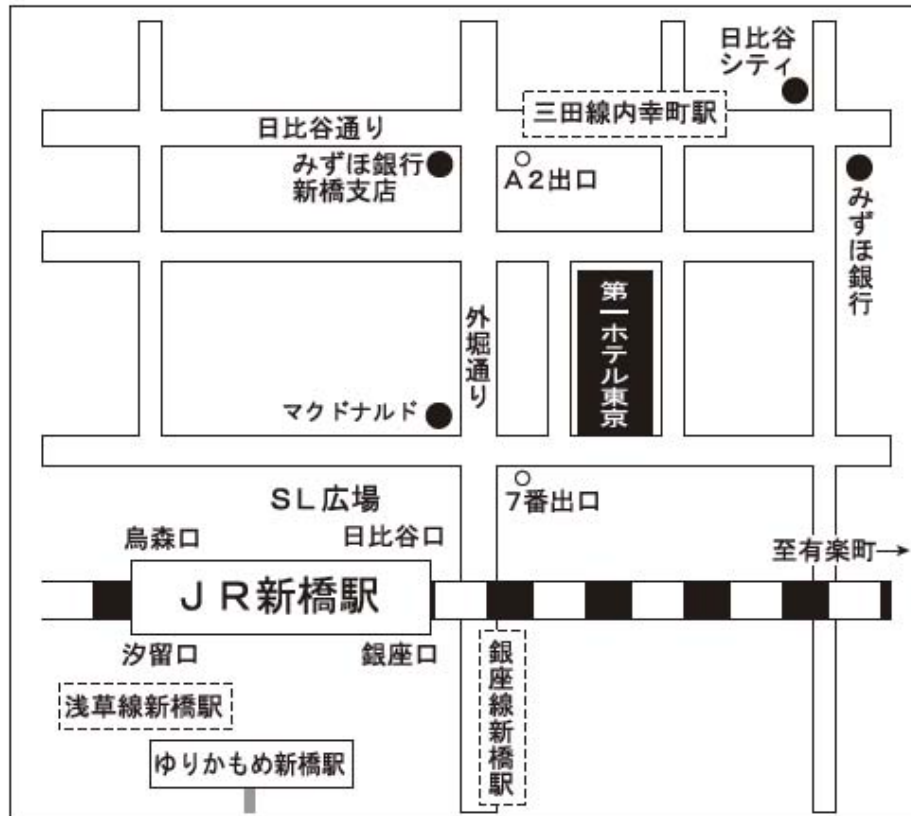 日比谷
シティ
三田線内幸町駅
日比谷通り
みずほ銀行
新橋支店
A2出口
みずほ銀行
第一ホテル東京
外堀通り
マクドナルド
SL広場
7番出口
烏森口
日比谷口
至有楽町→
JR新橋駅
汐留口
銀座口
銀座線新橋駅
浅草線新橋駅
ゆりかもめ新橋駅